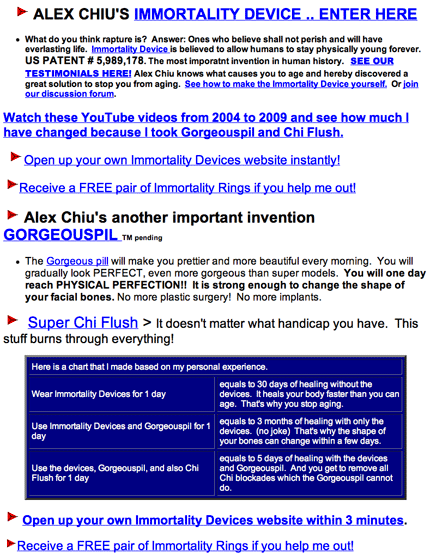 ALEX CHIU'S IMMORTALITY DEVICE .. ENTER HERE
What do you think rapture is? Answer: Ones who believe shall not perish and will have
everlasting life. Immortality Device is believed to allow humans to stay physically young forever.
US PATENT # 5,989,178. The most imporatnt invention in human history. SEE OUR
TESTIMONIALS HERE! Alex Chiu knows what causes you to age and hereby discovered a
great solution to stop you from aging. See how to make the Immortality Device yourself. Or join
our discussion forum.
Watch these YouTube videos from 2004 to 2009 and see how much I
have changed because I took Gorgeouspil and Chi Flush.
Open up your own Immortality Devices website instantly!
Receive a FREE pair of Immortality Rings if you help me out!
Alex Chiu's another important invention
GORGEOUSPIL TM pending
The Gorgeous pil will make you prettier and more beautiful every morning. You will
gradually look PERFECT, even more gorgeous than super models. You will one day
reach PHYSICAL PERFECTION!! It is strong enough to change the shape of
your facial bones. No more plastic surgery! No more implants.
Super Chi Flush > It doesn't matter what handicap you have. This
stuff burns through everything!
Here is a chart that I made based on my personal experience.
Wear Immortality Devices for 1 day
equals to 30 days of healing without the
devices. It heals your body faster than you can
age. That's why you stop aging.
Use Immortality Devices and Gorgeouspil for 1
day
equals to 3 months of healing with only the
devices. (no joke) That's why the shape of
your bones can change within a few days.
Use the devices, Gorgeouspil, and also Chi
Flush for 1 day
equals to 5 days of healing with the devices
and Gorgeouspil. And you get to remove all
Chi blockades which the Gorgeouspil cannot
do.
Open up your own Immortality Devices website within 3 minutes.
Receive a FREE pair of Immortality Rings if you help me out!